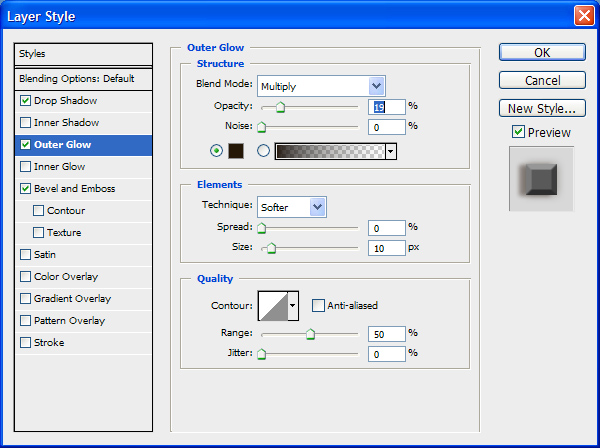 Layer Style
Styles
Blending Options: Default
Drop Shadow
Inner Shadow
Outer Glow
Inner Glow
Bevel and Emboss
Contour
Texture
Satin
Color Overlay
Gradient Overlay
Pattern Overlay
Stroke
Outer Glow
Structure
Blend Mode: Multiply
Opacity: 19 %
Noise: 0 %
Elements
Technique: Softer
Spread: 0 %
Size: 10 px
Quality
Contour: Anti-aliased
Range: 50 %
Jitter: 0 %
OK
Cancel
New Style...
Preview